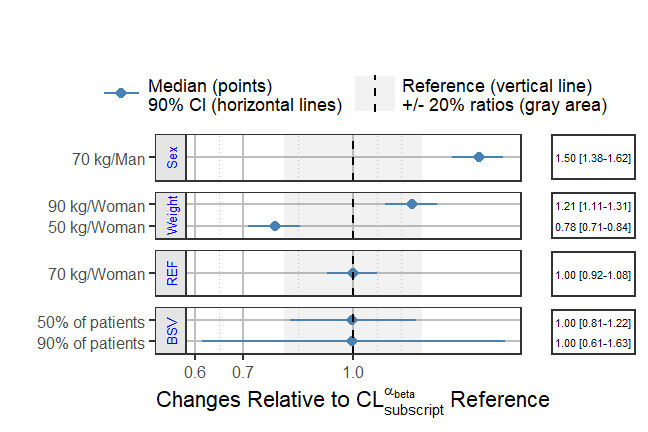 Median (points)
90% CI (horizontal lines)
Reference (vertical line)
+/- 20% ratios (gray area)
70 kg/Man
Sex
1.50 [1.38-1.62]
90 kg/Woman
50 kg/Woman
Weight
1.21 [1.11-1.31]
0.78 [0.71-0.84]
70 kg/Woman
REF
1.00 [0.92-1.08]
50% of patients
90% of patients
BSV
1.00 [0.81-1.22]
1.00 [0.61-1.63]
0.6 0.7 1.0
Changes Relative to CL α beta subscript Reference